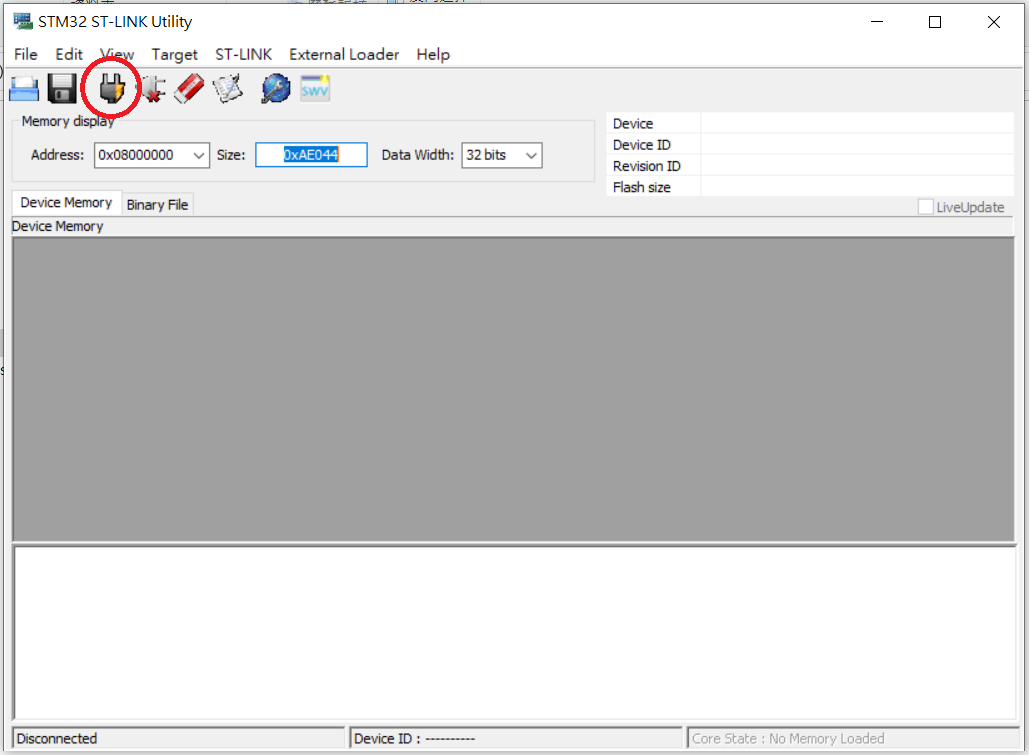 STM32 ST-LINK Utility
File Edit View Target ST-LINK External Loader Help
SWV
Memory display
Address: 0x08000000 Size: 0xAE044 Data Width: 32 bits
Device
Device ID
Revision ID
Flash size
LiveUpdate
Device Memory Binary File
Device Memory
Disconnected Device ID : ---------- Core State : No Memory Loaded